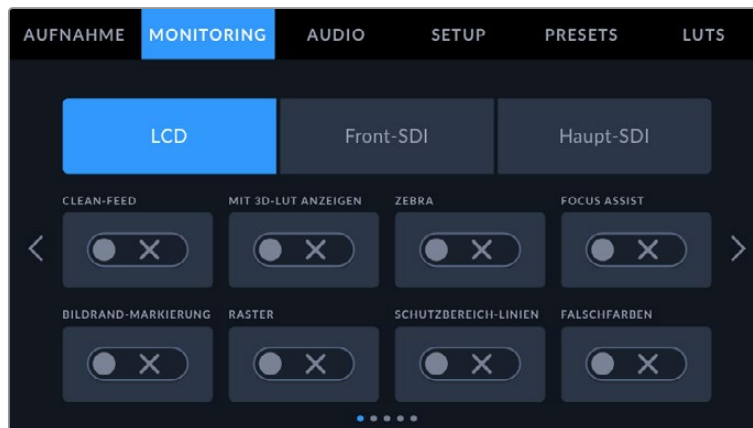 AUFNAHME MONITORING AUDIO SETUP PRESETS LUTS
LCD Front-SDI Haupt-SDI
CLEAN-FEED MIT 3D-LUT ANZEIGEN ZEBRA FOCUS ASSIST
BILDRAND-MARKIERUNG RASTER SCHUTZBEREICH-LINIEN FALSCHFARBEN